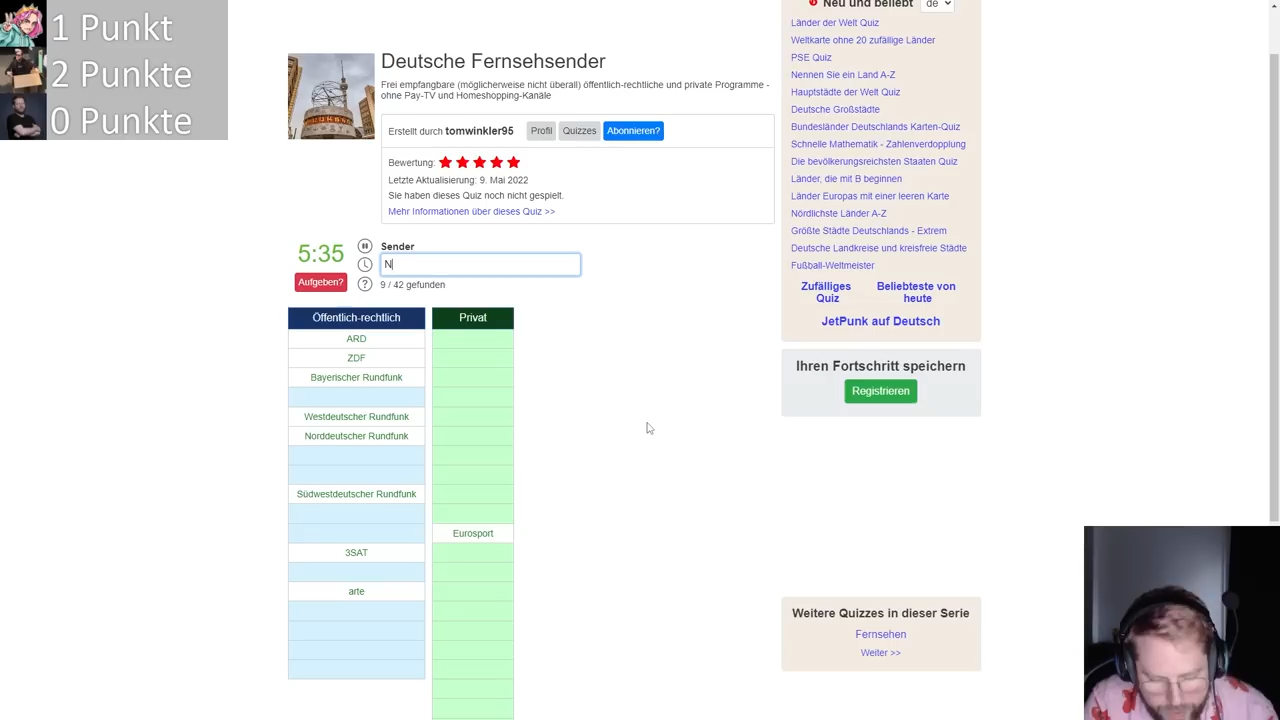 1 Punkt
2 Punkte
0 Punkte
Deutsche Fernsehsender
Frei empfangbare (möglicherweise nicht überall) öffentlich-rechtliche und private Programme -
ohne Pay-TV und Homeshopping-Kanäle
Erstellt durch tomwinkler95 Profil Quizzes Abonnieren?
Bewertung:
Letzte Aktualisierung: 9. Mai 2022
Sie haben dieses Quiz noch nicht gespielt.
Mehr Informationen über dieses Quiz >>
5:35
Aufgeben?
Sender
N
?
9 / 42 gefunden
Öffentlich-rechtlich
ARD
ZDF
Bayerischer Rundfunk
Westdeutscher Rundfunk
Norddeutscher Rundfunk
Südwestdeutscher Rundfunk
3SAT
arte
Privat
Eurosport
Neu und beliebt de
Länder der Welt Quiz
Weltkarte ohne 20 zufällige Länder
PSE Quiz
Nennen Sie ein Land A-Z
Hauptstädte der Welt Quiz
Deutsche Großstädte
Bundesländer Deutschlands Karten-Quiz
Schnelle Mathematik - Zahlenverdopplung
Die bevölkerungsreichsten Staaten Quiz
Länder, die mit B beginnen
Länder Europas mit einer leeren Karte
Nördlichste Länder A-Z
Größte Städte Deutschlands - Extrem
Deutsche Landkreise und kreisfreie Städte
Fußball-Weltmeister
Zufälliges
Quiz
Beliebteste von
heute
JetPunk auf Deutsch
Ihren Fortschritt speichern
Registrieren
Weitere Quizzes in dieser Serie
Fernsehen
Weiter >>